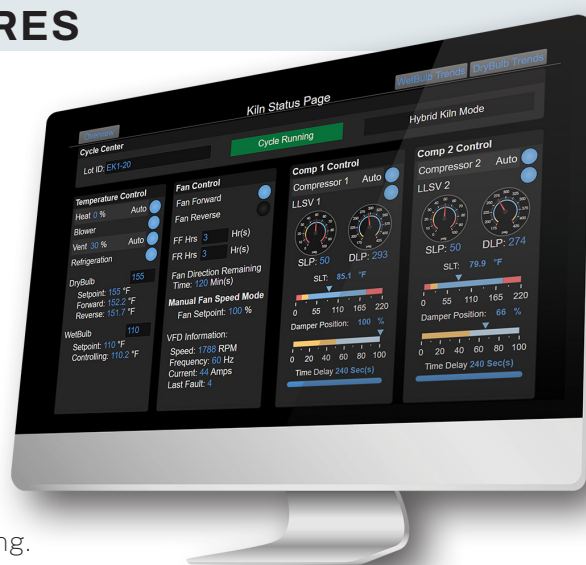 RES
Kiln Status Page
WetBulb Trends
DryBulb Trends
Overview
Cycle Center
Lot ID: EK1-20
Cycle Running
Hybrid Kiln Mode
Temperature Control
Heat 0 % Auto
Blower
Vent 30 % Auto
Refrigeration
DryBulb 155
Setpoint: 155 °F
Forward: 152.2 °F
Reverse: 151.7 °F
WetBulb 110
Setpoint: 110 °F
Controlling: 110.2 °F
Fan Control
Fan Forward
Fan Reverse
FF Hrs 3 Hr(s)
FR Hrs 3 Hr(s)
Fan Direction Remaining
Time: 120 Min(s)
Manual Fan Speed Mode
Fan Setpoint: 100 %
VFD Information:
Speed: 1788 RPM
Frequency: 60 Hz
Current: 44 Amps
Last Fault: 4
Comp 1 Control
Compressor 1 Auto
LLSV 1
SLP: 50 DLP: 293
SLT: 85.1 °F
0 55 110 165 220
Damper Position: 100 %
0 20 40 60 80 100
Time Delay 240 Sec(s)
Comp 2 Control
Compressor 2 Auto
LLSV 2
SLP: 50 DLP: 274
SLT: 79.9 °F
0 55 110 165 220
Damper Position: 66 %
0 20 40 60 80 100
Time Delay 240 Sec(s)
ng.